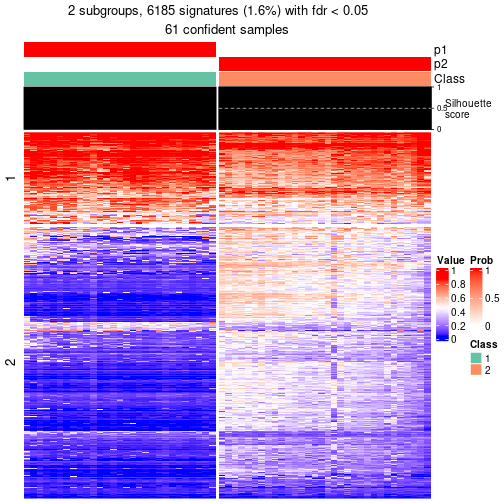 2 subgroups, 6185 signatures (1.6%) with fdr < 0.05
61 confident samples
p1
p2
Class
1
0.5
0
Silhouette
score
1
2
Value
1
0.8
0.6
0.4
0.2
0
Prob
1
0.5
0
Class
1
2